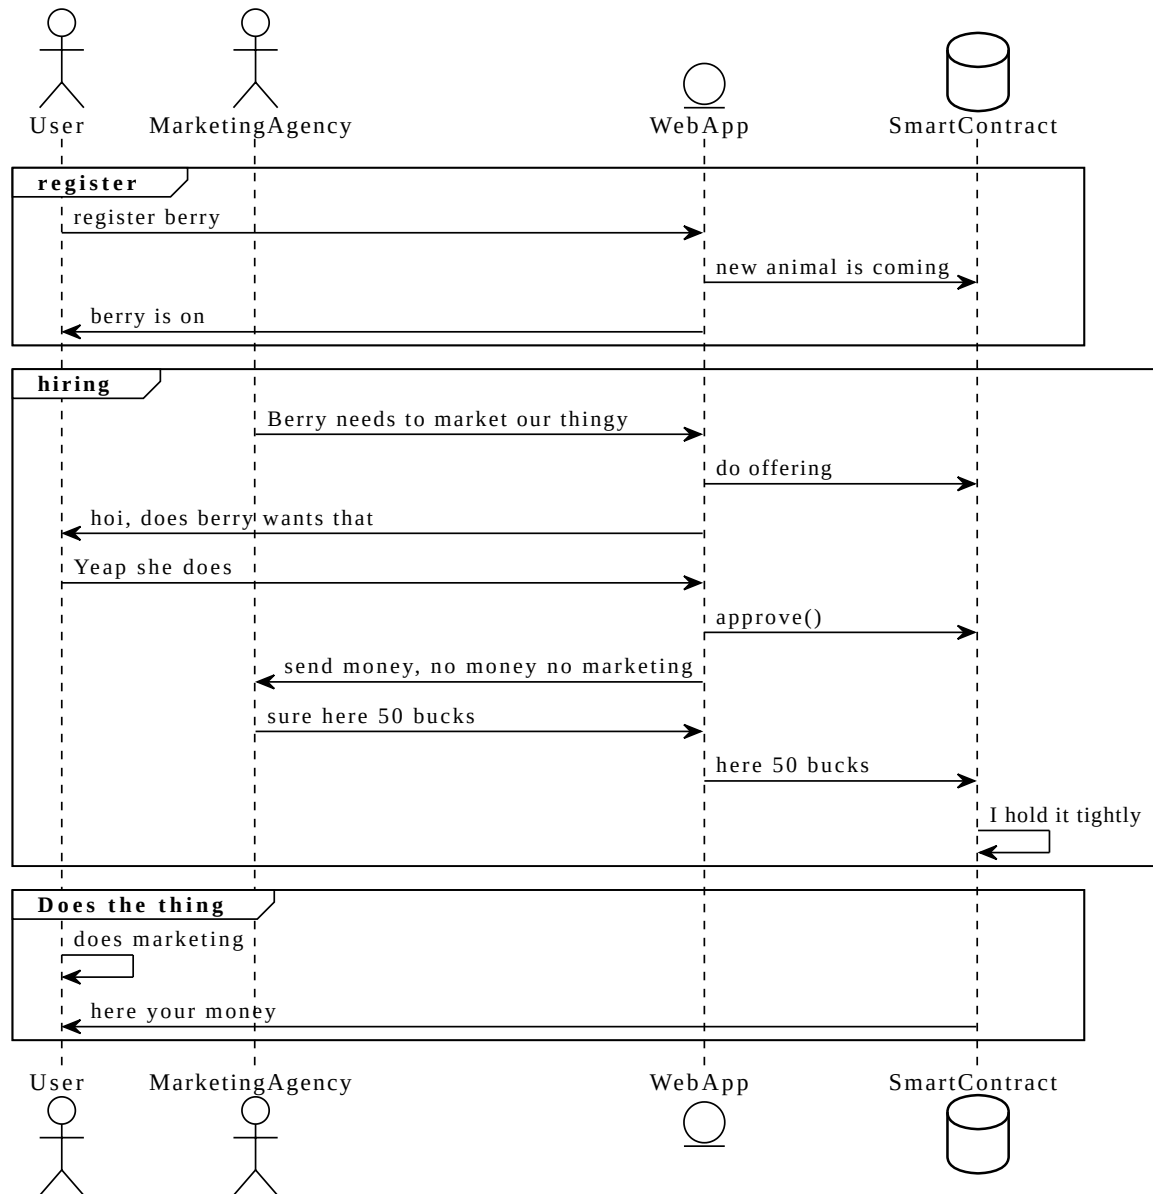 User MarketingAgency WebApp SmartContract
register
register berry
new animal is coming
berry is on
hiring
Berry needs to market our thingy
do offering
hoi, does berry wants that
Yeap she does
approve()
send money, no money no marketing
sure here 50 bucks
here 50 bucks
I hold it tightly
Does the thing
does marketing
here your money
User MarketingAgency WebApp SmartContract